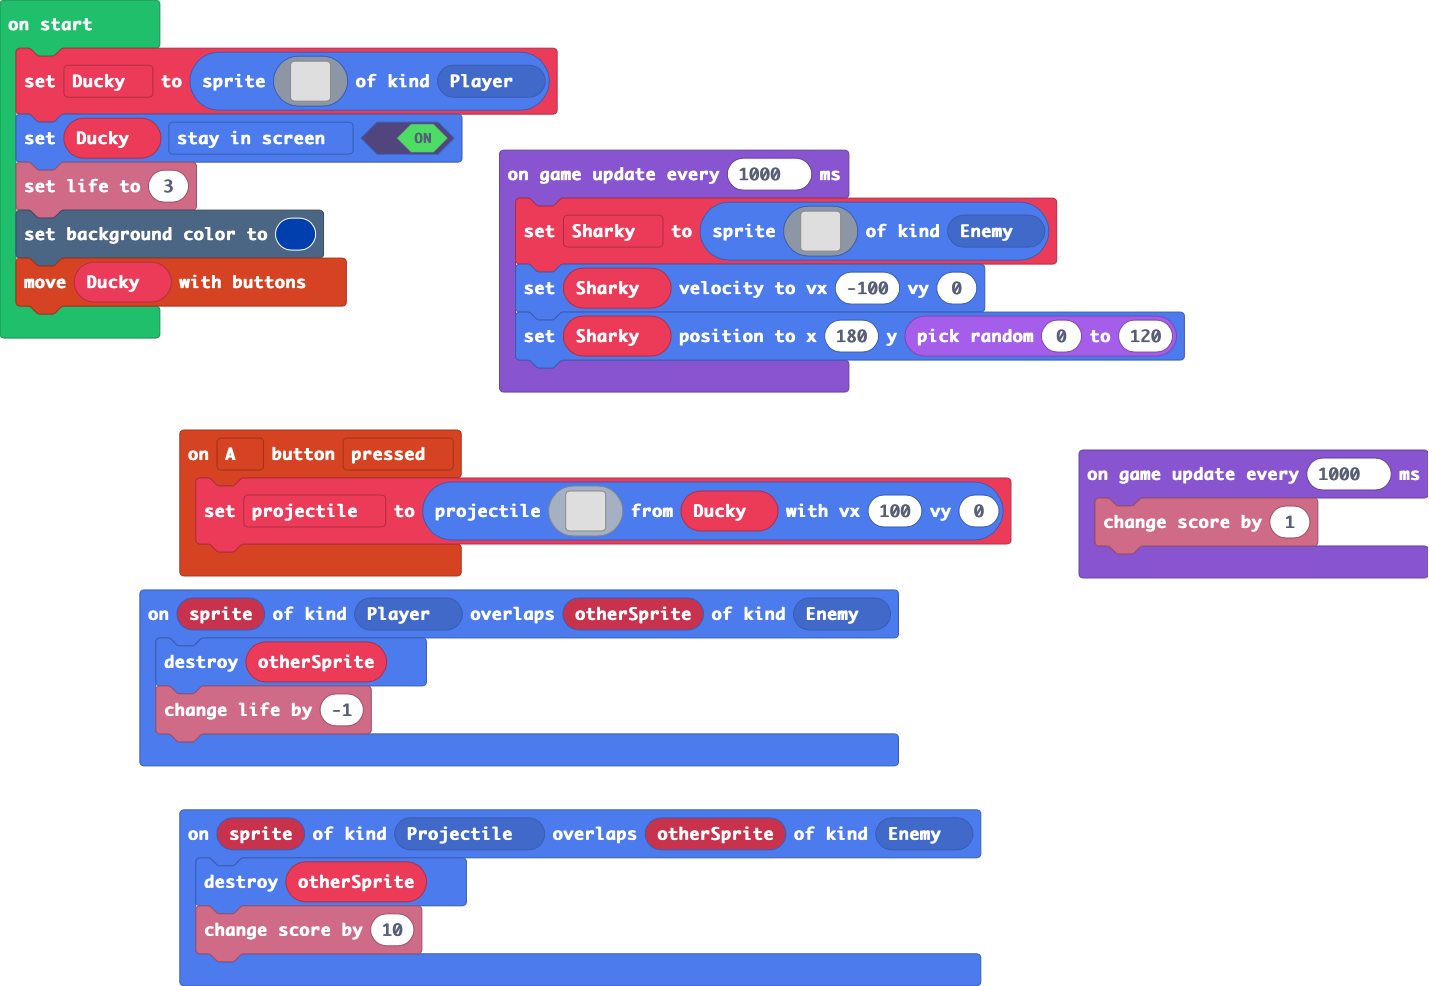 on start
set Ducky to sprite of kind Player
set Ducky stay in screen ON
set life to 3
set background color to
move Ducky with buttons
on game update every 1000 ms
set Sharky to sprite of kind Enemy
set Sharky velocity to vx -100 vy 0
set Sharky position to x 180 y pick random 0 to 120
on A button pressed
set projectile to projectile from Ducky with vx 100 vy 0
on game update every 1000 ms
change score by 1
on sprite of kind Player overlaps otherSprite of kind Enemy
destroy otherSprite
change life by -1
on sprite of kind Projectile overlaps otherSprite of kind Enemy
destroy otherSprite
change score by 10